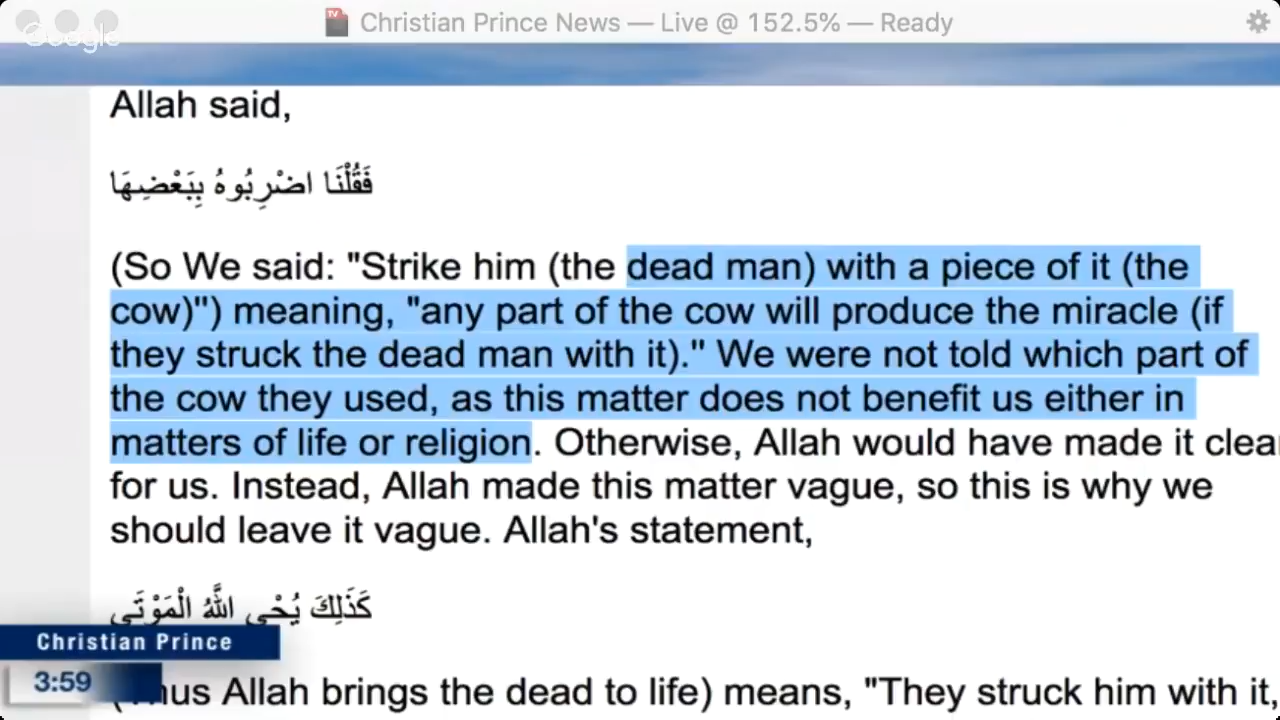 Christian Prince News — Live @ 152.5% — Ready
Google
Allah said,
فَقُلْنَا اضْرِبُوهُ بِبَعْضِهَا
(So We said: "Strike him (the dead man) with a piece of it (the
cow)") meaning, "any part of the cow will produce the miracle (if
they struck the dead man with it)." We were not told which part of
the cow they used, as this matter does not benefit us either in
matters of life or religion. Otherwise, Allah would have made it clea
for us. Instead, Allah made this matter vague, so this is why we
should leave it vague. Allah's statement,
كَذَلِكَ يُحْىِ اللَّهُ الْمَوْتَى
Christian Prince
3:59
hus Allah brings the dead to life) means, "They struck him with it,